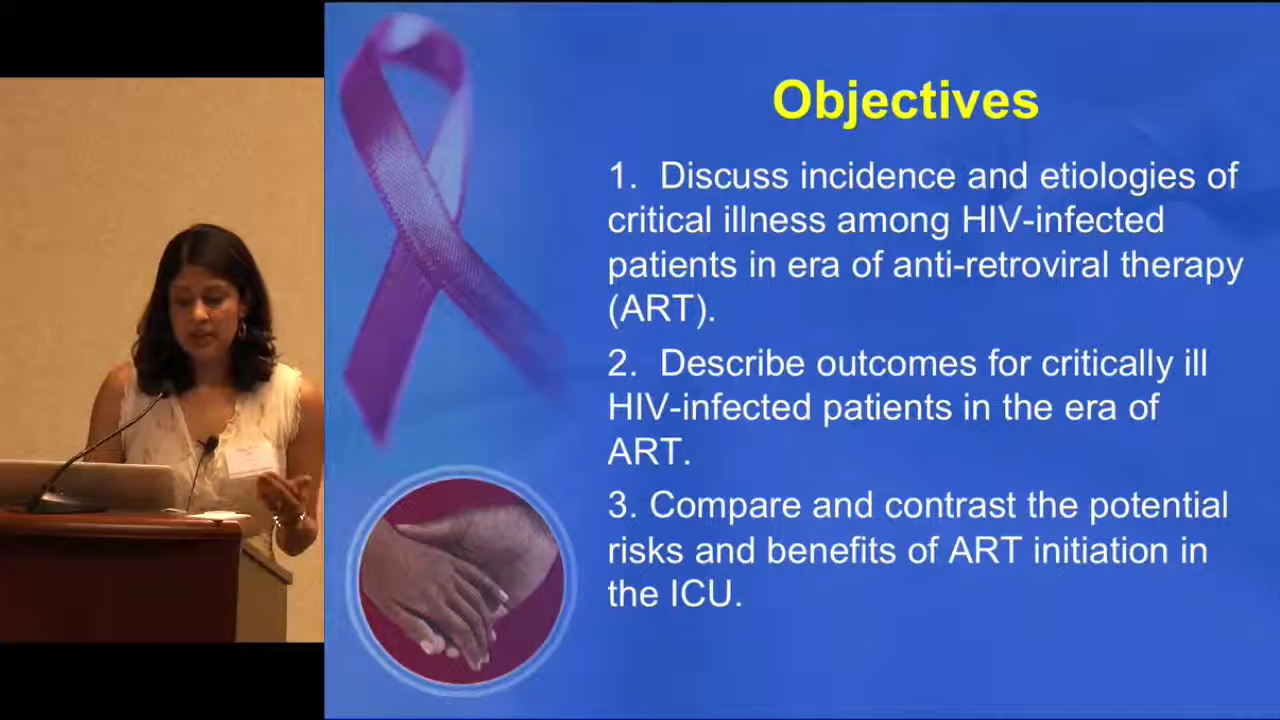 Objectives
1. Discuss incidence and etiologies of
critical illness among HIV-infected
patients in era of anti-retroviral therapy
(ART).
2. Describe outcomes for critically ill
HIV-infected patients in the era of
ART.
3. Compare and contrast the potential
risks and benefits of ART initiation in
the ICU.